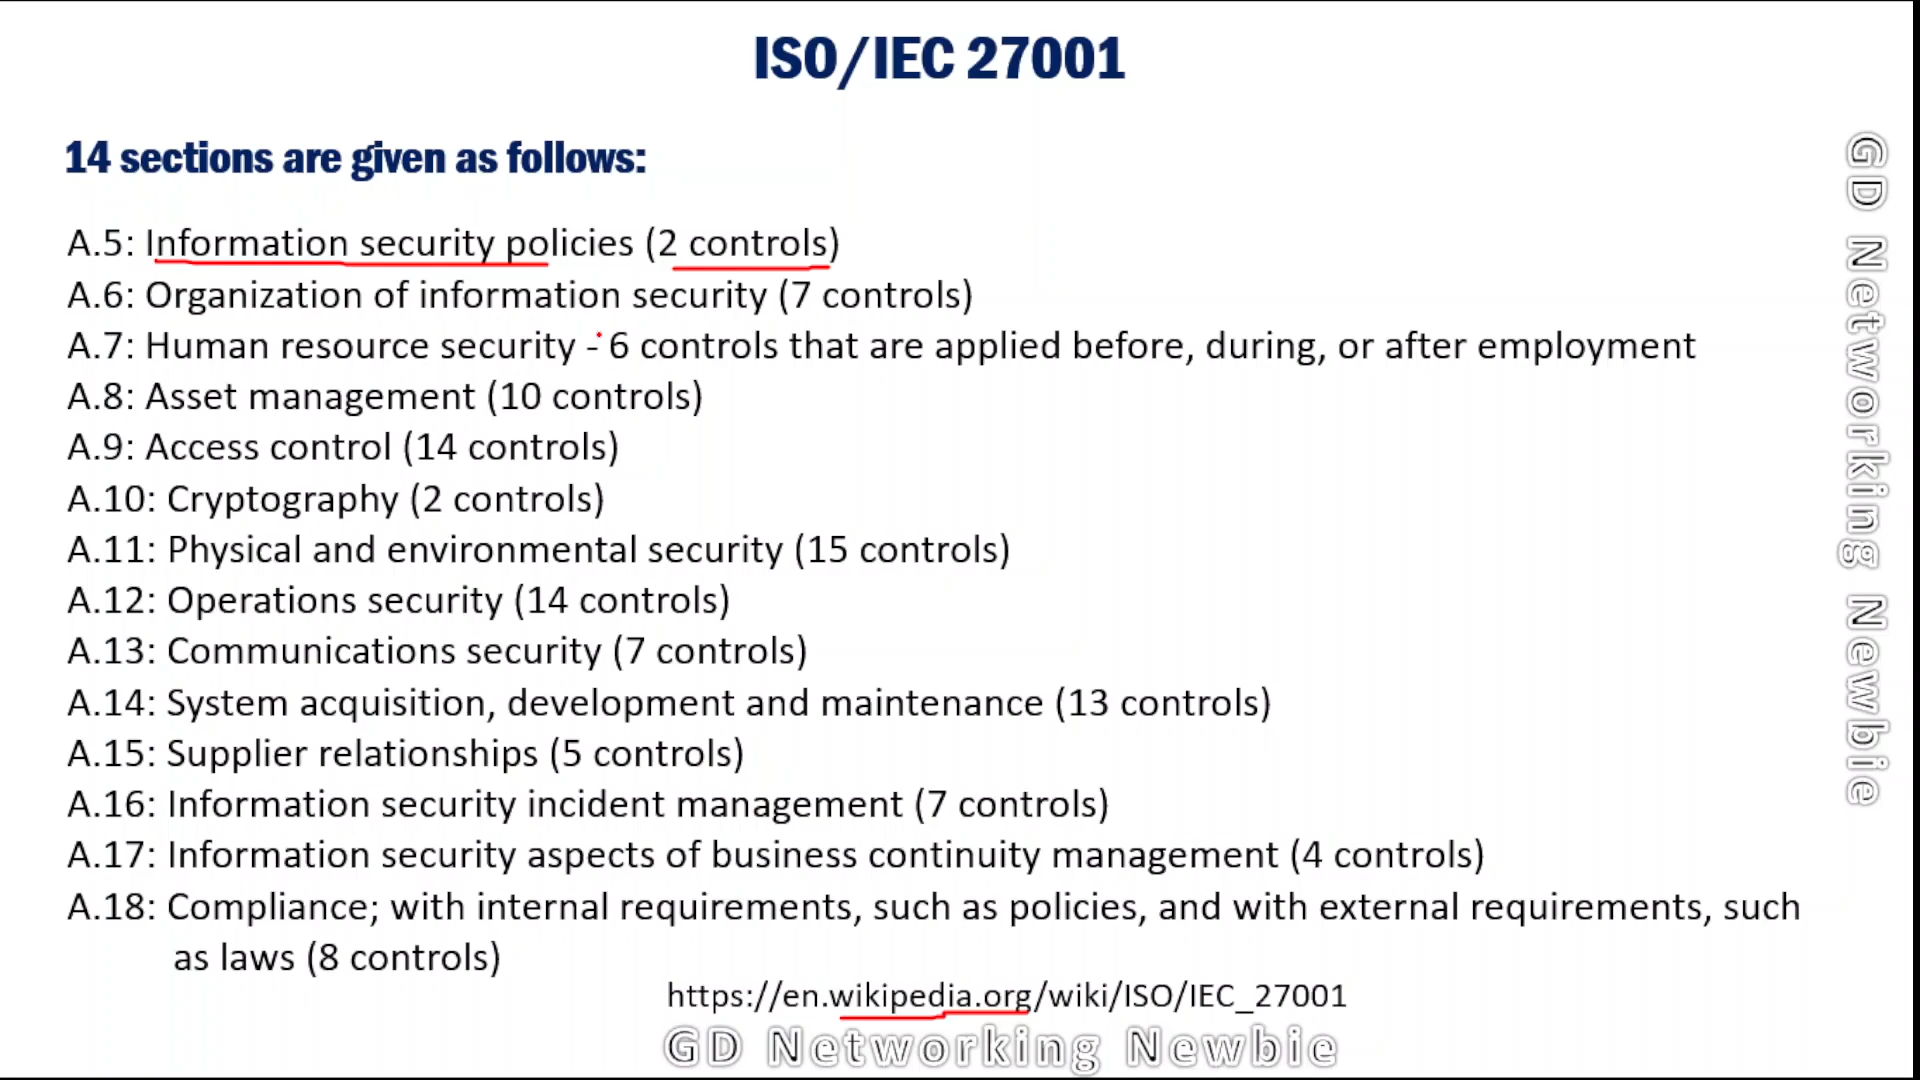 ISO/IEC 27001
14 sections are given as follows:
A.5: Information security policies (2 controls)
A.6: Organization of information security (7 controls)
A.7: Human resource security - 6 controls that are applied before, during, or after employment
A.8: Asset management (10 controls)
A.9: Access control (14 controls)
A.10: Cryptography (2 controls)
A.11: Physical and environmental security (15 controls)
A.12: Operations security (14 controls)
A.13: Communications security (7 controls)
A.14: System acquisition, development and maintenance (13 controls)
A.15: Supplier relationships (5 controls)
A.16: Information security incident management (7 controls)
A.17: Information security aspects of business continuity management (4 controls)
A.18: Compliance; with internal requirements, such as policies, and with external requirements, such
as laws (8 controls)
https://en.wikipedia.org/wiki/ISO/IEC_27001
GD Networking Newbie
GD Networking Newbie